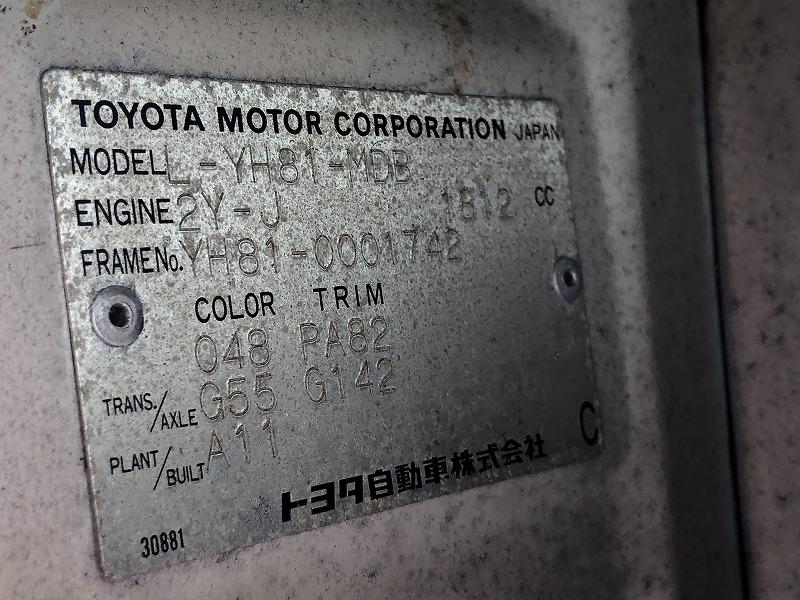 TOYOTA MOTOR CORPORATION JAPAN
MODEL L-YH81-MDB
ENGINE 2Y-J 1812 CC
FRAME No. YH81-0001742
COLOR TRIM
048 PA82
TRANS./AXLE G55 G142
PLANT/BUILT A11
C
トヨタ自動車株式会社
30881